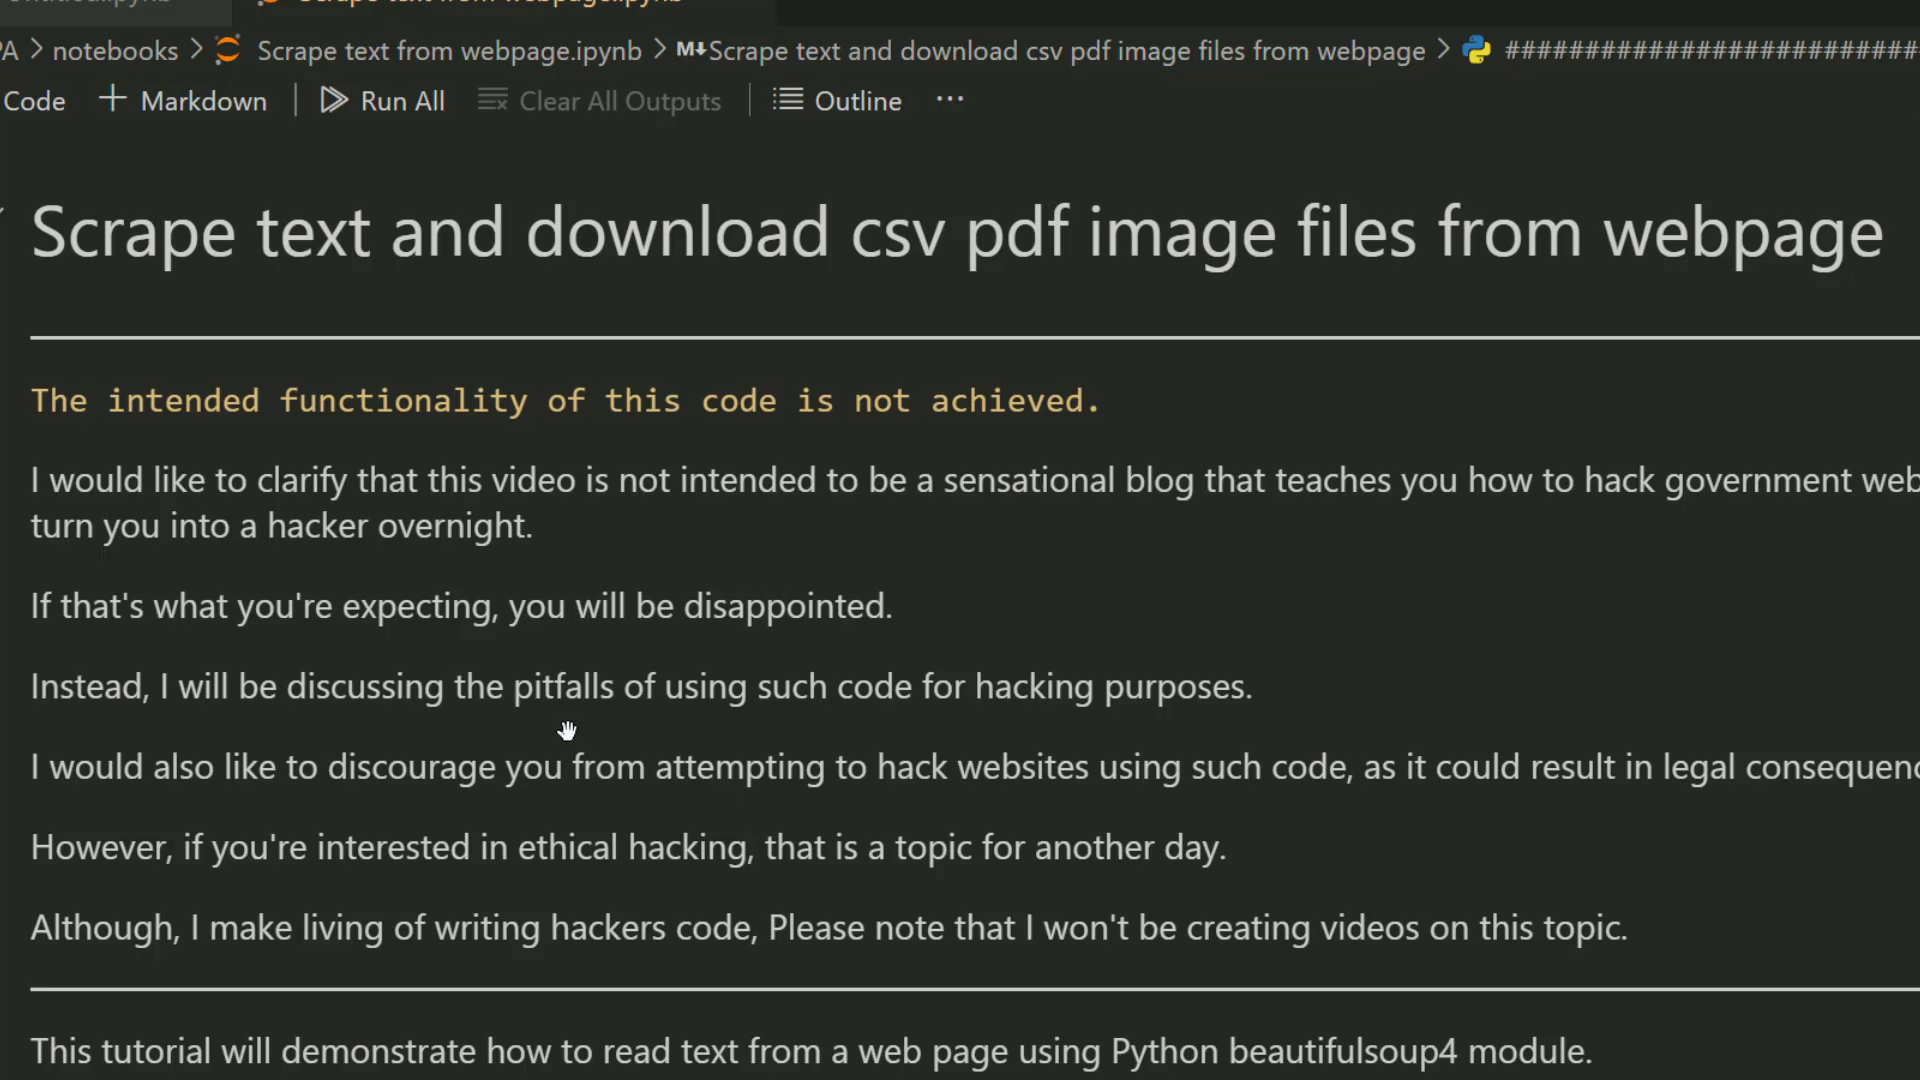 Scrape text from webpage.ipynb
PA > notebooks > Scrape text from webpage.ipynb > M↓Scrape text and download csv pdf image files from webpage > ##########################
Code + Markdown | Run All Clear All Outputs | Outline ...
Scrape text and download csv pdf image files from webpage
The intended functionality of this code is not achieved.
I would like to clarify that this video is not intended to be a sensational blog that teaches you how to hack government web
turn you into a hacker overnight.
If that's what you're expecting, you will be disappointed.
Instead, I will be discussing the pitfalls of using such code for hacking purposes.
I would also like to discourage you from attempting to hack websites using such code, as it could result in legal consequenc
However, if you're interested in ethical hacking, that is a topic for another day.
Although, I make living of writing hackers code, Please note that I won't be creating videos on this topic.
This tutorial will demonstrate how to read text from a web page using Python beautifulsoup4 module.